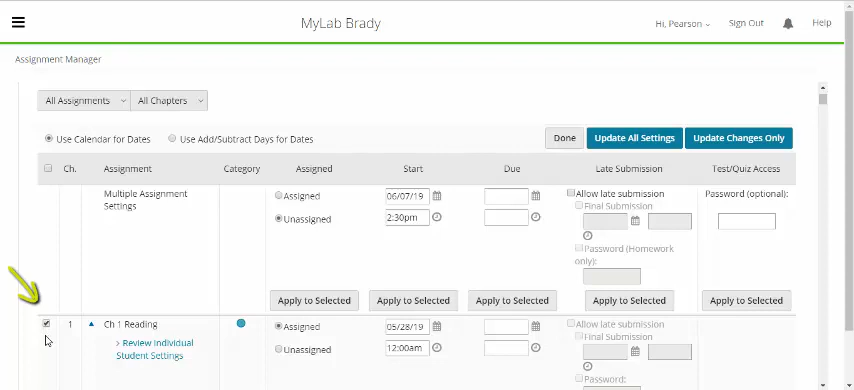 MyLab Brady
Hi, Pearson
Sign Out
Help
Assignment Manager
All Assignments
All Chapters
Use Calendar for Dates
Use Add/Subtract Days for Dates
Done
Update All Settings
Update Changes Only
Ch.
Assignment
Category
Assigned
Start
Due
Late Submission
Test/Quiz Access
Multiple Assignment
Settings
Assigned
Unassigned
06/07/19
2:30pm
Allow late submission
Final Submission
Password (Homework
only):
Password (optional):
Apply to Selected
Apply to Selected
Apply to Selected
Apply to Selected
Apply to Selected
1
Ch 1 Reading
Review Individual
Student Settings
Assigned
Unassigned
05/28/19
12:00am
Allow late submission
Final Submission
Password: